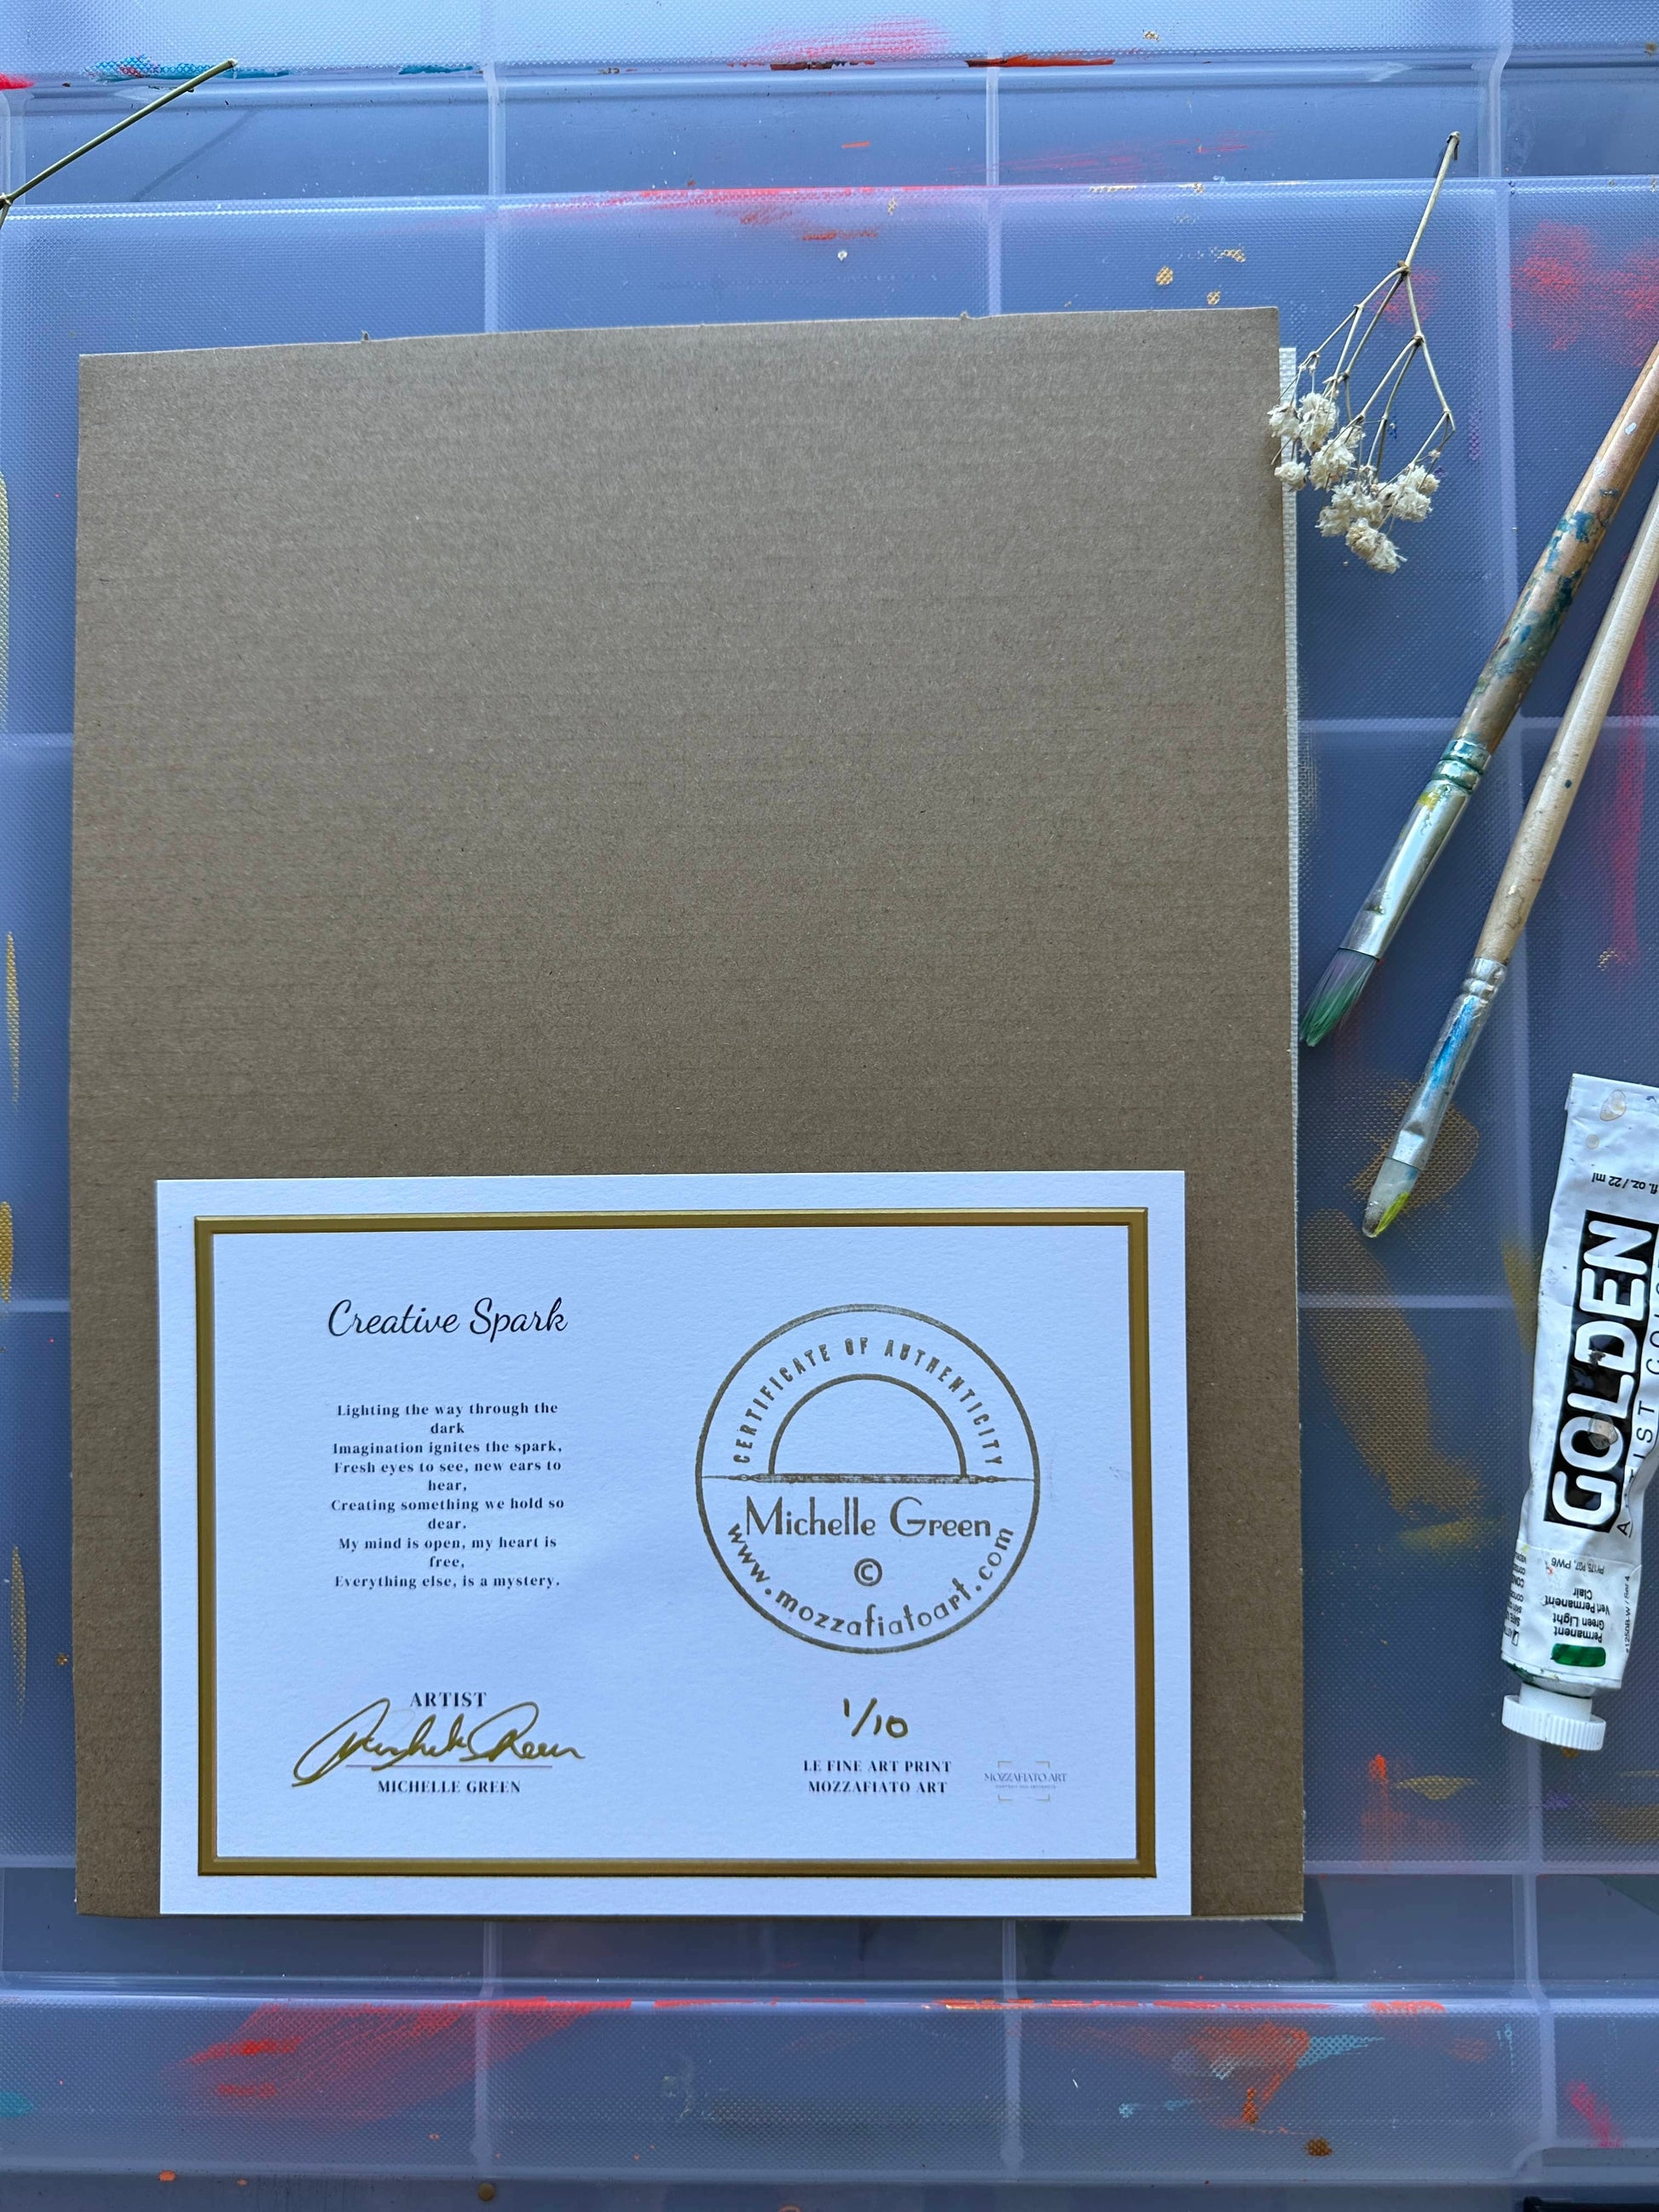 Creative Spark
Lighting the way through the
dark
Imagination ignites the spark,
Fresh eyes to see, new ears to
hear,
Creating something we hold so
dear.
My mind is open, my heart is
free,
Everything else, is a mystery.
ARTIST
Michelle Green
MICHELLE GREEN
CERTIFICATE OF AUTHENTICITY
Michelle Green
©
www.mozzafiatoart.com
1/10
LE FINE ART PRINT
MOZZAFIATO ART
MOZZAFIATO ART
fl. oz./22 ml
GOLDEN
PW6
Permanent
Green Light
Vert Permanent
Clair